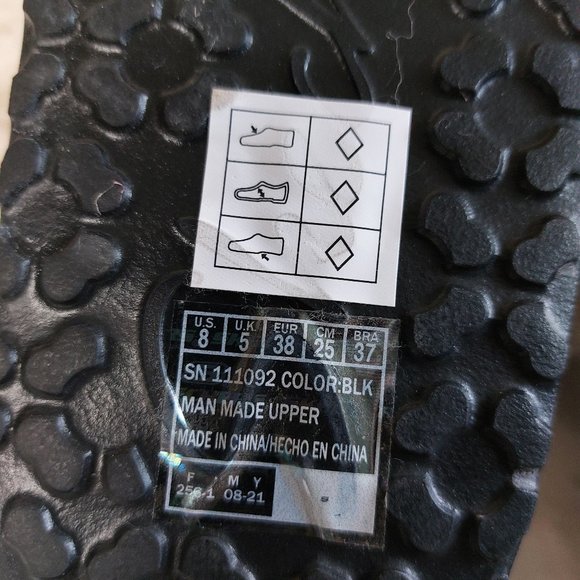 U.S. U.K EUR CM BRA
8 5 38 25 37
SN 111092 COLOR:BLK
MAN MADE UPPER
MADE IN CHINA/HECHO EN CHINA
F M Y
08-21